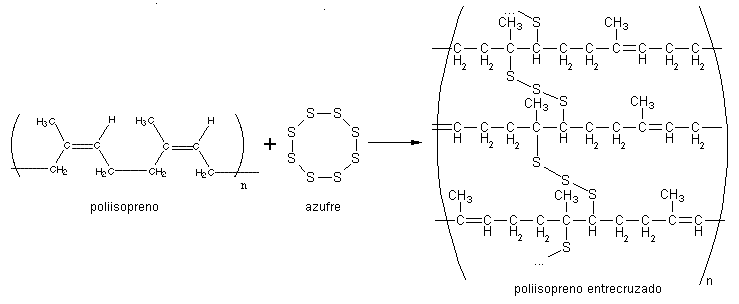 ...
CH₃ S CH₃
C C C C C C C C C C
H₂ H₂ H H₂ H₂ H H₂ H₂
S S S
CH₃ CH₃
C C C C C C C C C C
H H₂ H₂ H H₂ H₂ H H₂
S S S
CH₃ CH₃ CH₃
C C C C C C C C C C
H H₂ H₂ H H₂ H₂ H
S
...
n
H₃C H CH₃ H
C C C C
CH₂ H₂C CH₂ H₂C
n
+
S S
S S
S S
S S
poliisopreno
azufre
poliisopreno entrecruzado